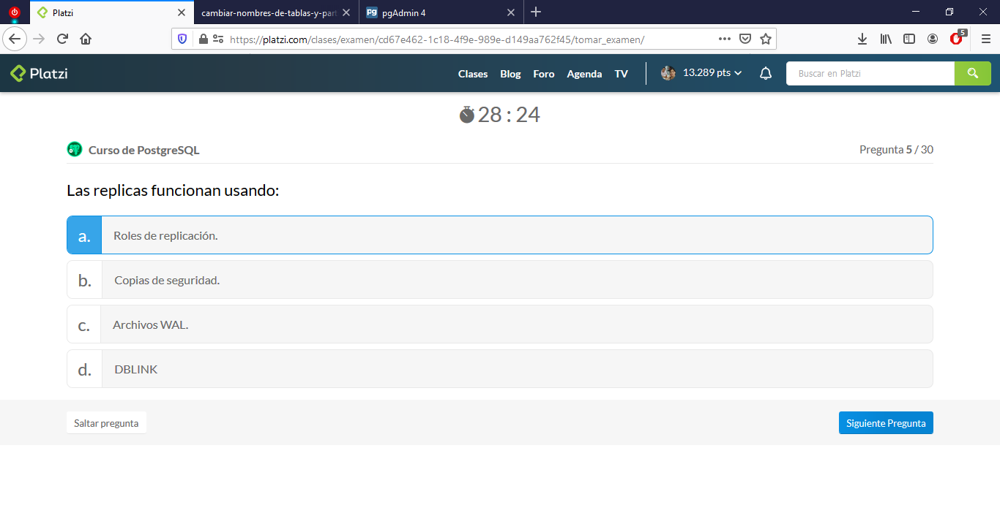 Platzi
cambiar-nombres-de-tablas-y-part
pgAdmin 4
https://platzi.com/clases/examen/cd67e462-1c18-4f9e-989e-d149aa762f45/tomar_examen/
5
Platzi
Clases Blog Foro Agenda TV
13.289 pts
Buscar en Platzi
28 : 24
Curso de PostgreSQL
Pregunta 5 / 30
Las replicas funcionan usando:
a. Roles de replicación.
b. Copias de seguridad.
c. Archivos WAL.
d. DBLINK
Saltar pregunta
Siguiente Pregunta